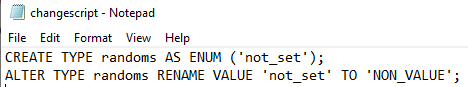 changescript - Notepad
File Edit Format View Help
CREATE TYPE randoms AS ENUM ('not_set');
ALTER TYPE randoms RENAME VALUE 'not_set' TO 'NON_VALUE';